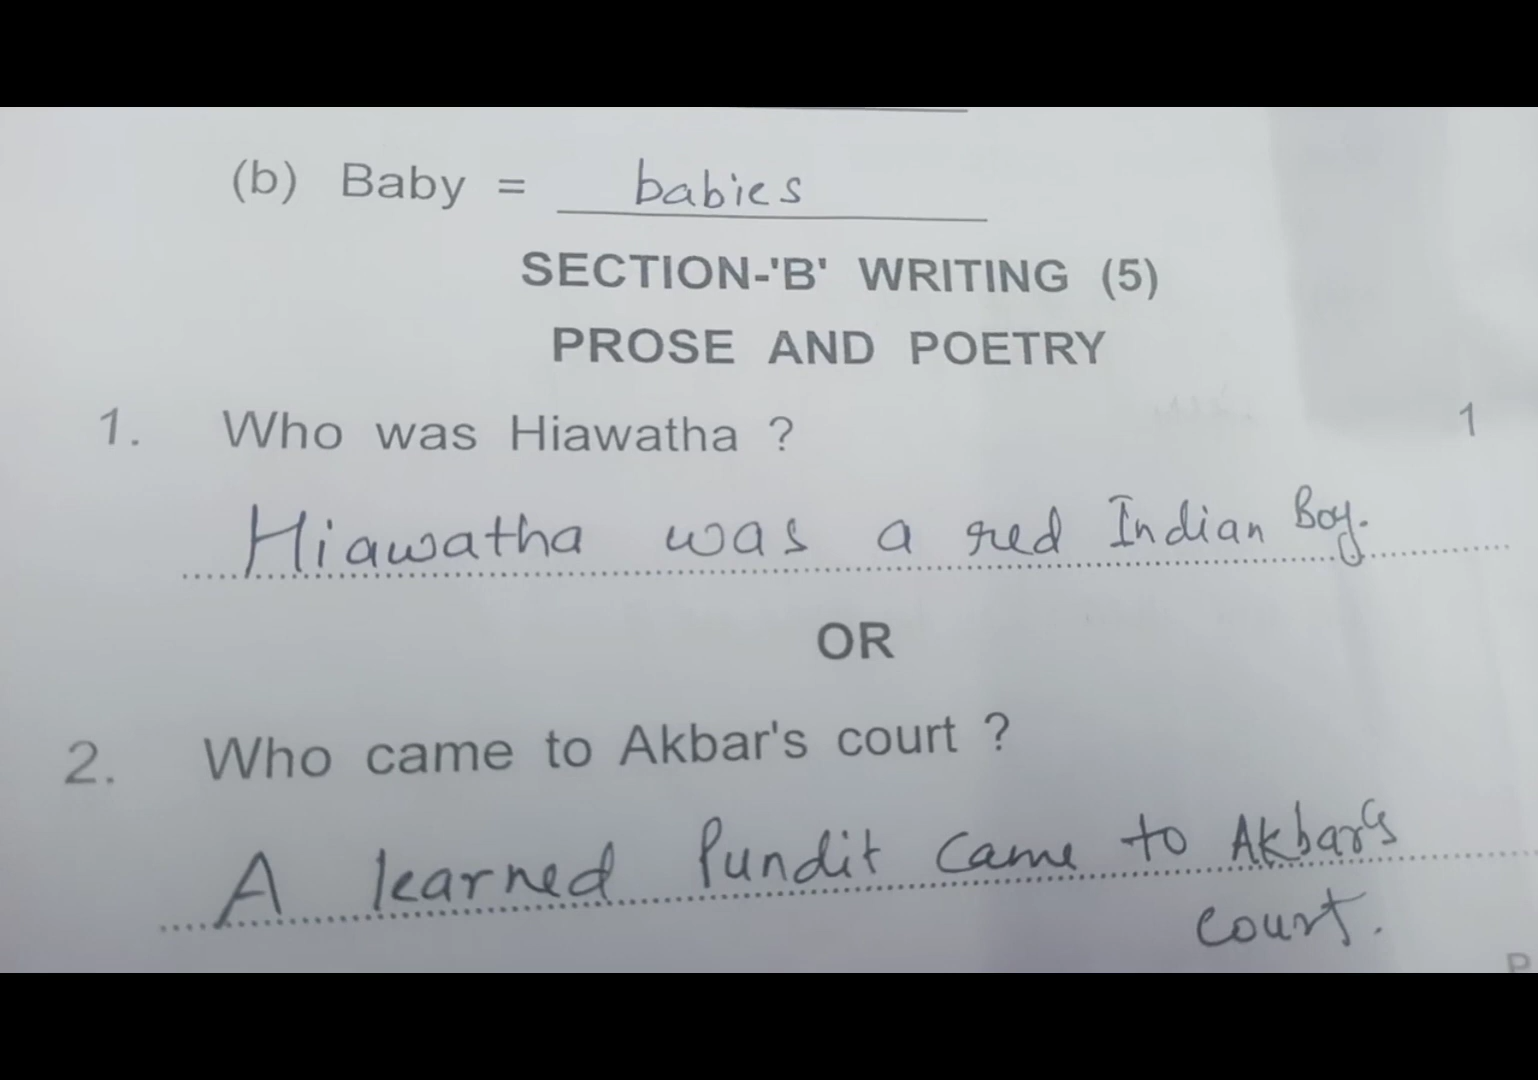 (b) Baby = babies
SECTION-'B' WRITING (5)
PROSE AND POETRY
1. Who was Hiawatha ? 1
Hiawatha was a red Indian Boy.
OR
2. Who came to Akbar's court ?
A learned Pundit came to Akbar's
court.
P